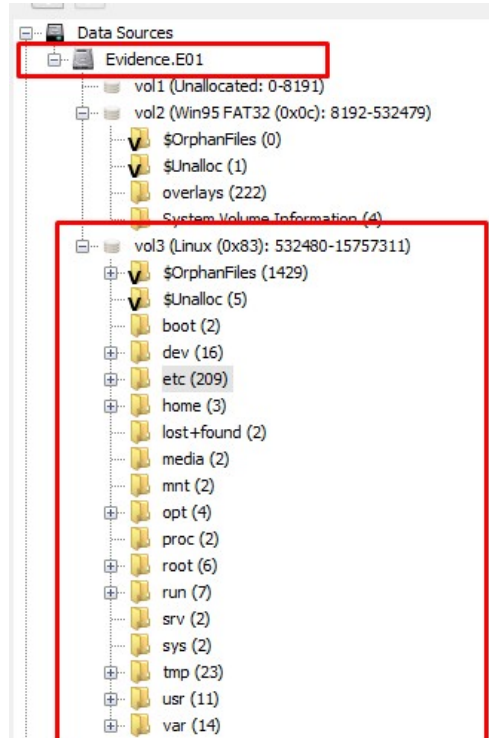 Data Sources
Evidence.E01
vol1 (Unallocated: 0-8191)
vol2 (Win95 FAT32 (0x0c): 8192-532479)
$OrphanFiles (0)
$Unalloc (1)
overlays (222)
System Volume Information (4)
vol3 (Linux (0x83): 532480-15757311)
$OrphanFiles (1429)
$Unalloc (5)
boot (2)
dev (16)
etc (209)
home (3)
lost+found (2)
media (2)
mnt (2)
opt (4)
proc (2)
root (6)
run (7)
srv (2)
sys (2)
tmp (23)
usr (11)
var (14)